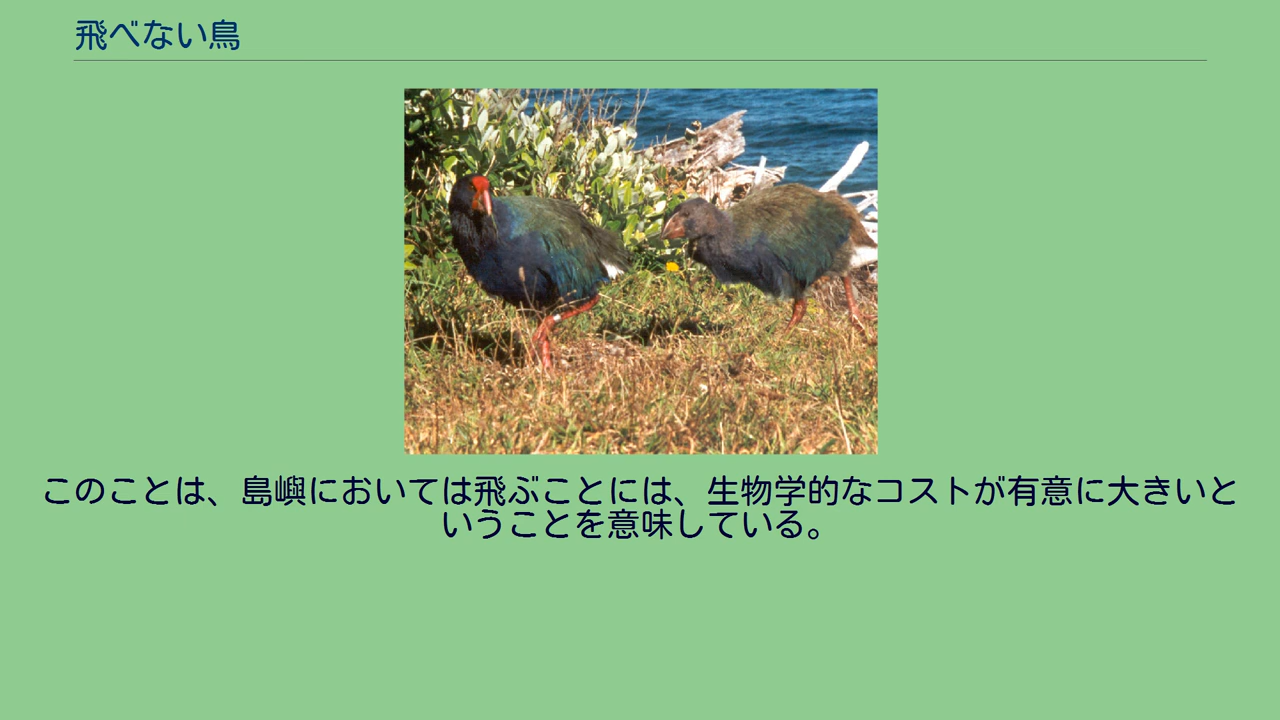 飛べない鳥
このことは、島嶼においては飛ぶことには、生物学的なコストが有意に大きいと
いうことを意味している。